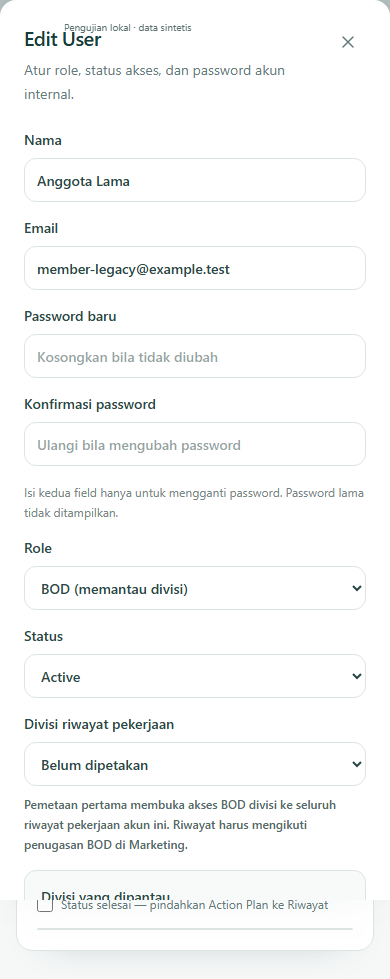 Pengujian lokal · data sintetis
Edit User
Atur role, status akses, dan password akun
internal.
Nama
Anggota Lama
Email
member-legacy@example.test
Password baru
Kosongkan bila tidak diubah
Konfirmasi password
Ulangi bila mengubah password
Isi kedua field hanya untuk mengganti password. Password lama
tidak ditampilkan.
Role
BOD (memantau divisi)
Status
Active
Divisi riwayat pekerjaan
Belum dipetakan
Pemetaan pertama membuka akses BOD divisi ke seluruh
riwayat pekerjaan akun ini. Riwayat harus mengikuti
penugasan BOD di Marketing.
Divisi yang dipantau
Status selesai — pindahkan Action Plan ke Riwayat